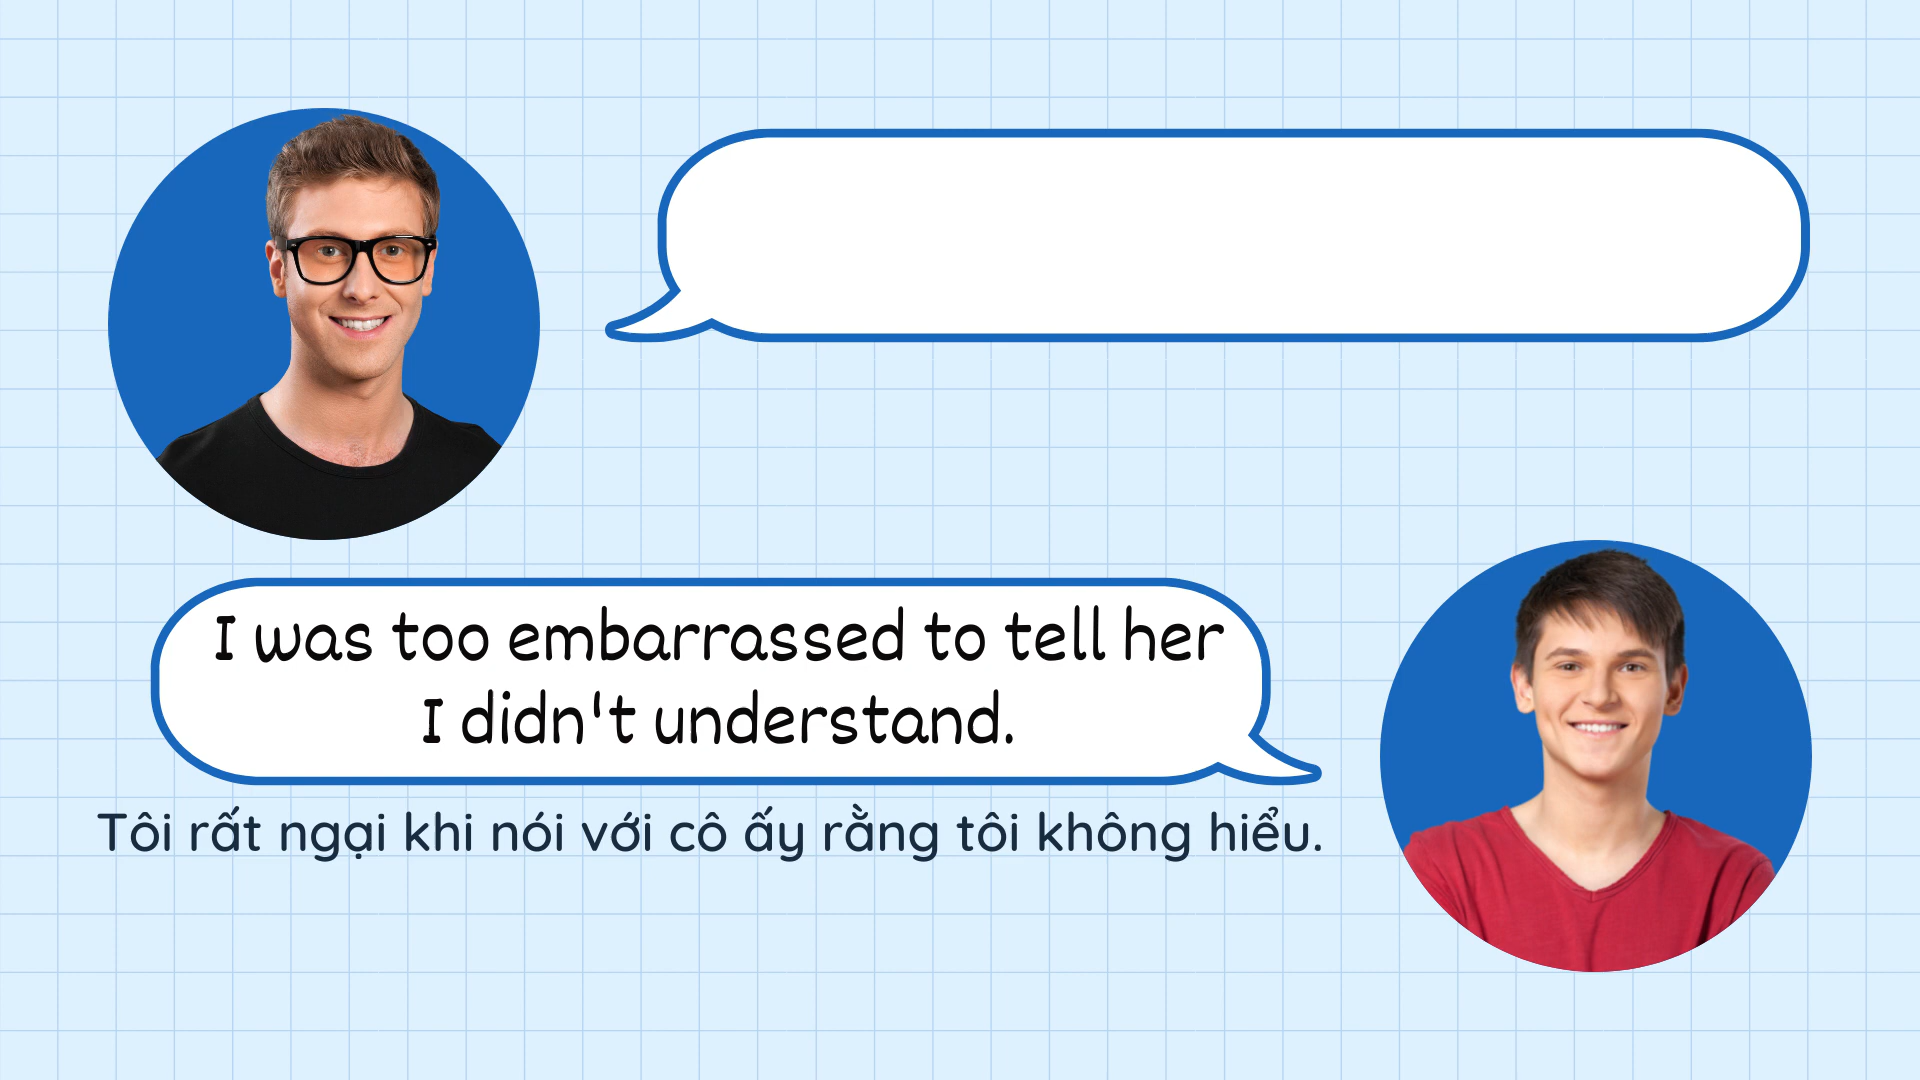 I was too embarrassed to tell her
I didn't understand.
Tôi rất ngại khi nói với cô ấy rằng tôi không hiểu.